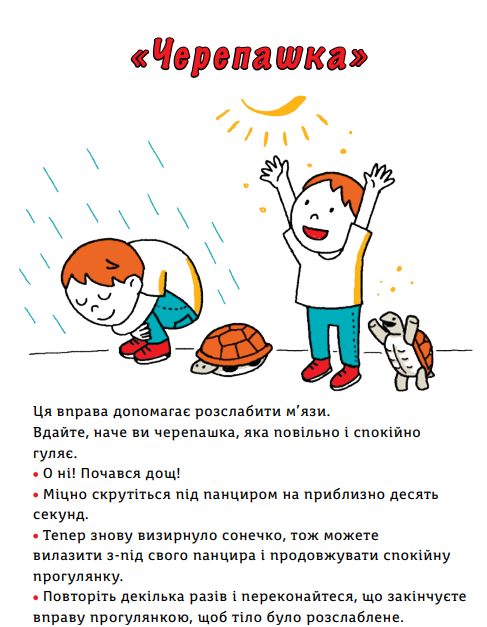 «Черепашка»
Ця вправа допомагає розслабити м’язи.
Вдайте, наче ви черепашка, яка повільно і спокійно
гуляє.
• О ні! Почався дощ!
• Міцно скрутіться під панциром на приблизно десять
секунд.
• Тепер знову визирнуло сонечко, тож можете
вилазити з-під свого панцира і продовжувати спокійну
прогулянку.
• Повторіть декілька разів і переконайтеся, що закінчуєте
вправу прогулянкою, щоб тіло було розслаблене.